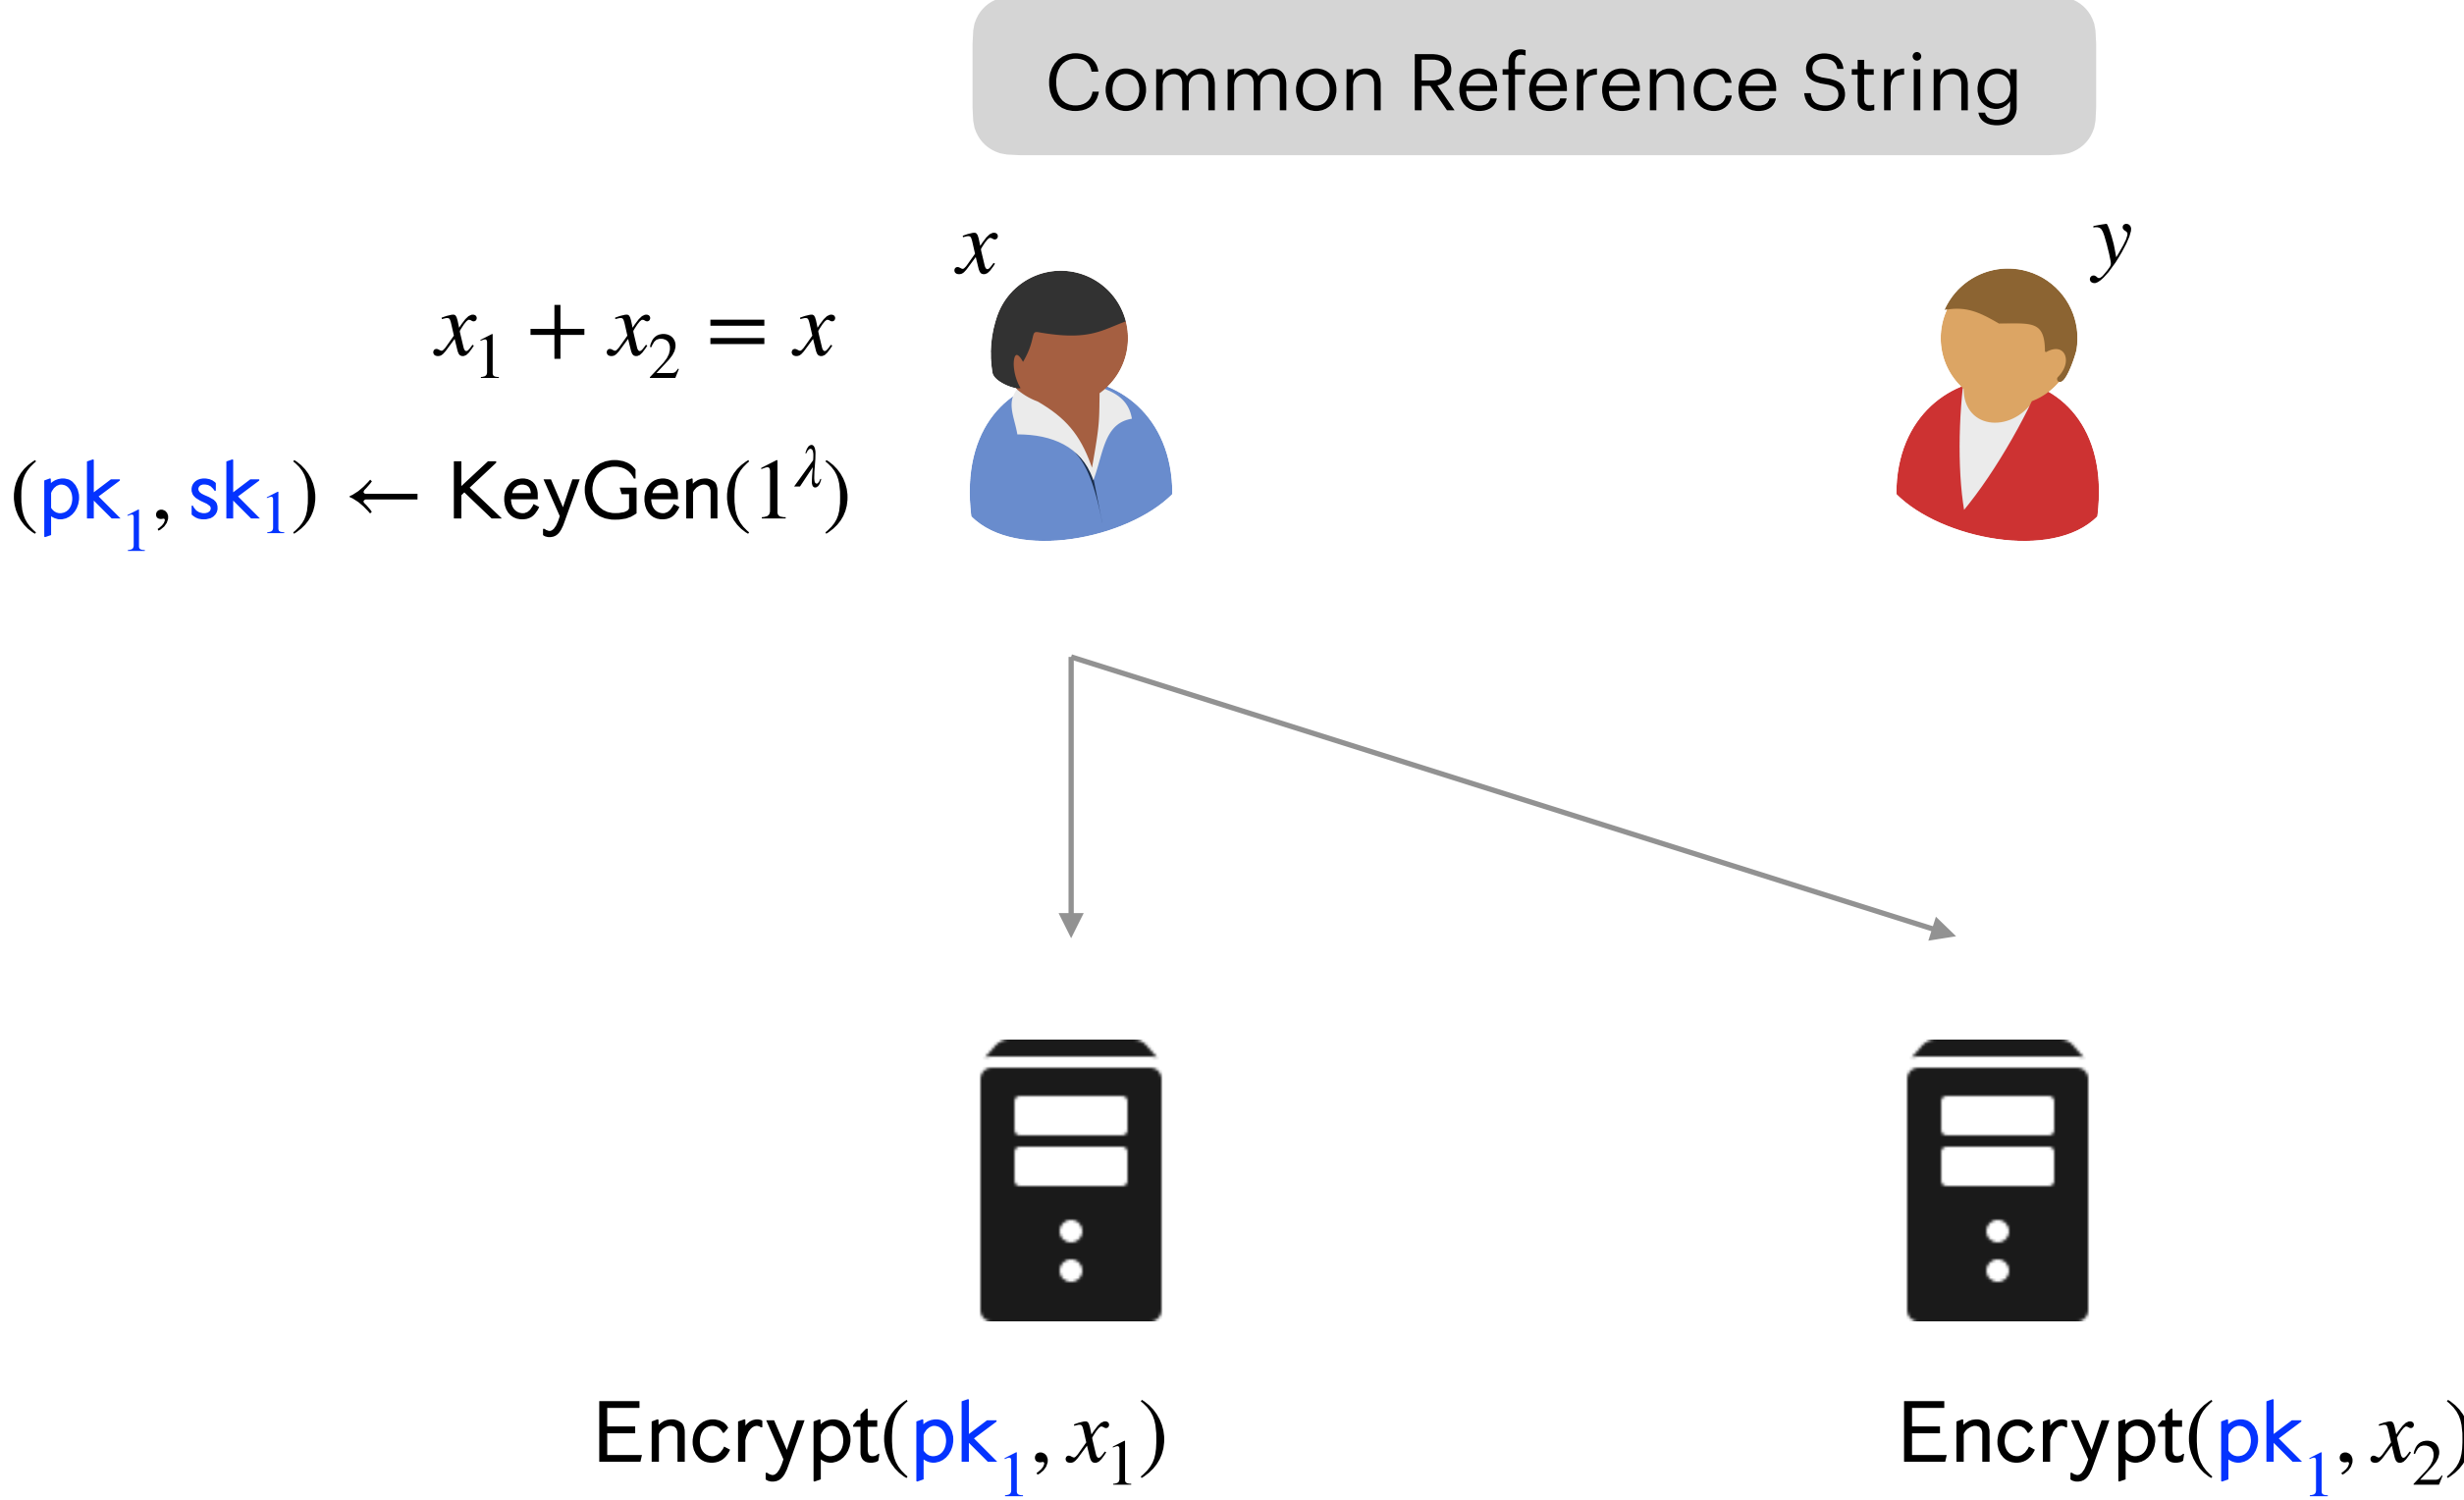 Common Reference String
x
y
x₁ + x₂ = x
(pk₁, sk₁) ← KeyGen(1^λ)
Encrypt(pk₁, x₁)
Encrypt(pk₁, x₂)